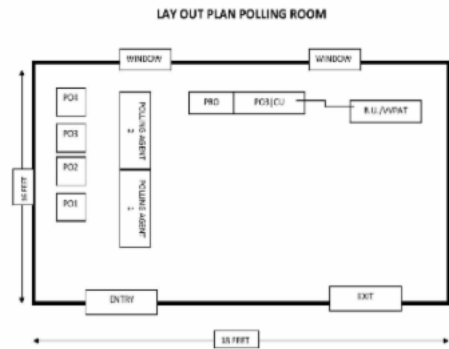 LAY OUT PLAN POLLING ROOM
WINDOW
WINDOW
PO4
PO3
PO2
PO1
POLLING AGENT
2
POLLING AGENT
1
PRO
PO3|CU
B.U./VVPAT
16 FEET
ENTRY
EXIT
18 FEET